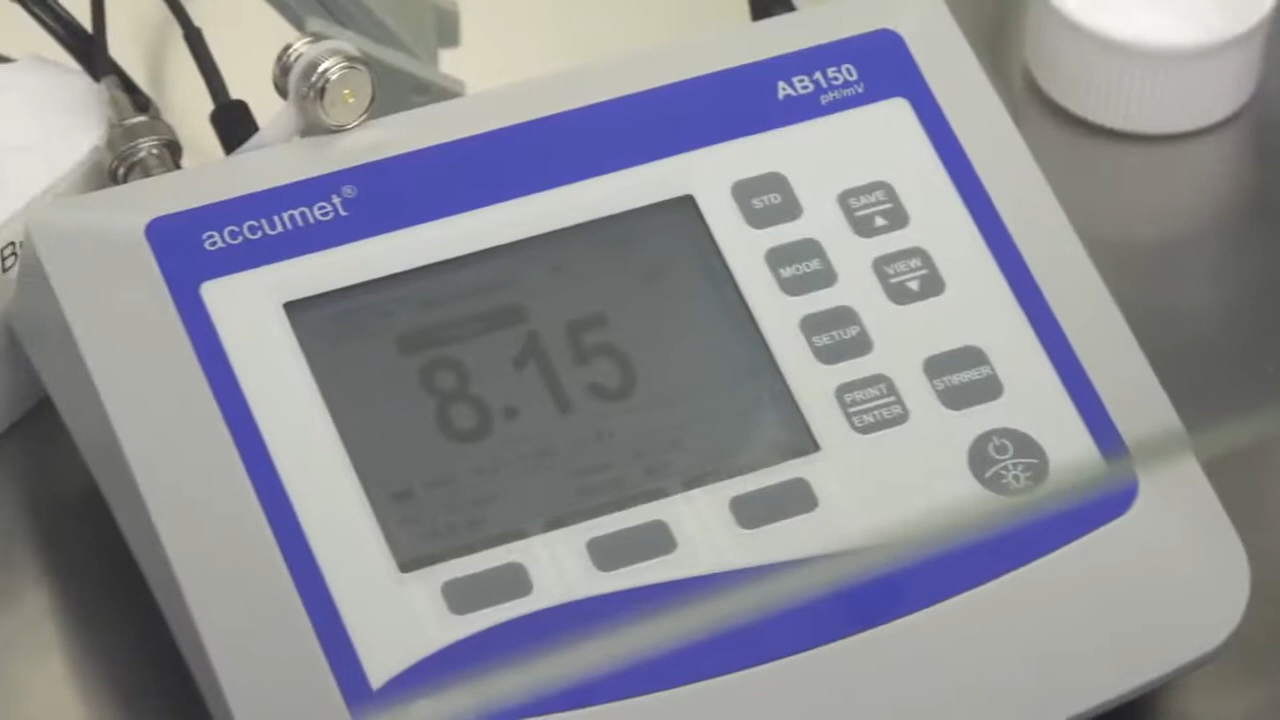 AB150
pH/mV
accumet®
STD
SAVE
MODE
VIEW
8.15
SETUP
PRINT
ENTER
STIRRER
B